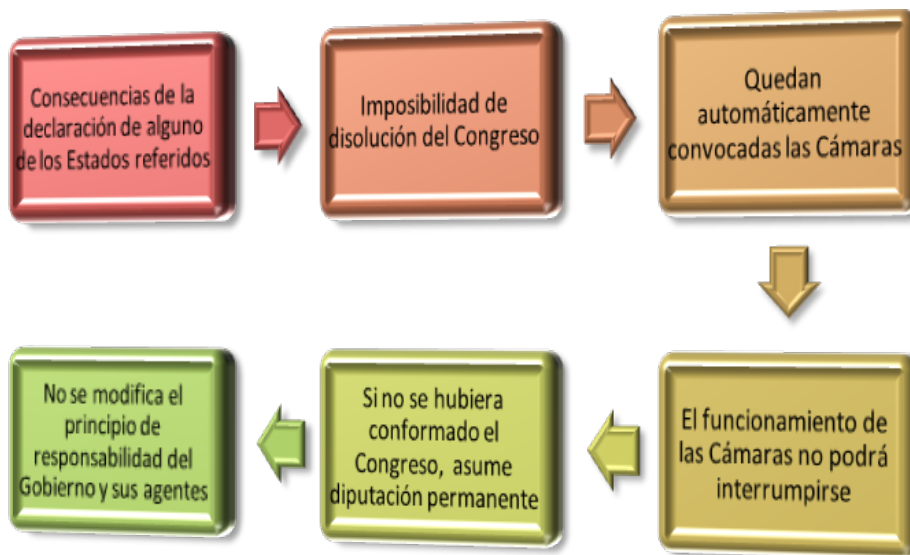 Consecuencias de la
declaración de alguno
de los Estados referidos
Imposibilidad de
disolución del Congreso
Quedan
automáticamente
convocadas las Cámaras
El funcionamiento de
las Cámaras no podrá
interrumpirse
Si no se hubiera
conformado el
Congreso, asume
diputación permanente
No se modifica el
principio de
responsabilidad del
Gobierno y sus agentes